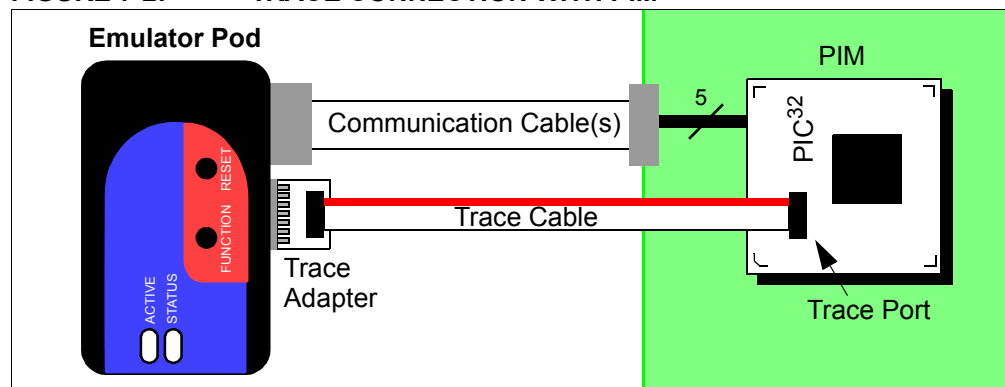 Emulator Pod
PIM
5
Communication Cable(s)
PIC32
RESET
FUNCTION
Trace Cable
Trace
Adapter
ACTIVE
STATUS
Trace Port